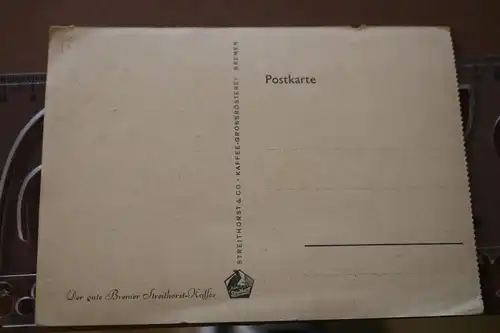 Postkarte
STREITHORST & CO · KAFFEE-GROSSRÖSTEREI BREMEN
Der gute Bremer Streithorst-Kaffee